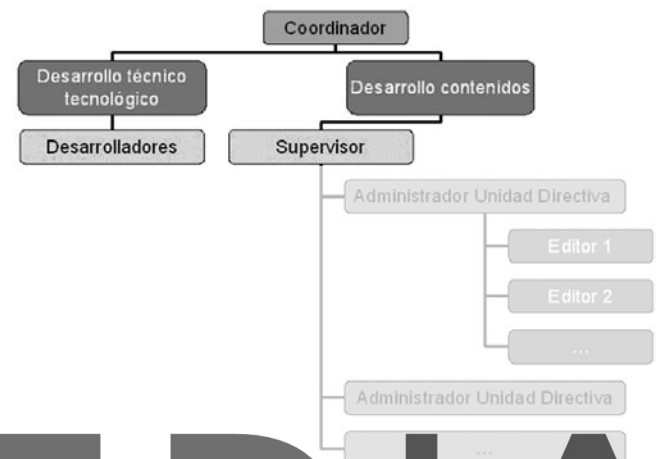 Coordinador
Desarrollo técnico
tecnológico
Desarrollo contenidos
Desarrolladores
Supervisor
Administrador Unidad Directiva
Editor 1
Editor 2
...
Administrador Unidad Directiva
...